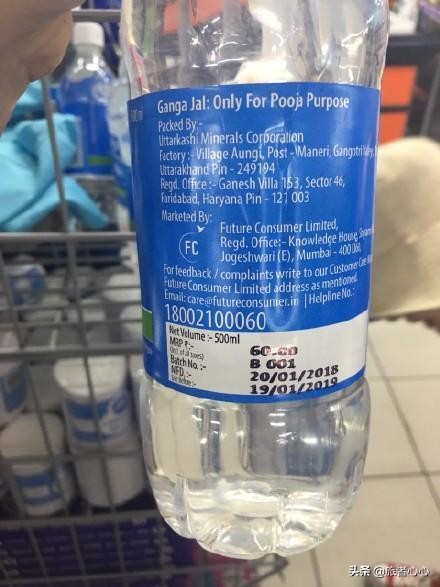 500ml
Ganga Jal: Only For Pooja Purpose
Packed By:-
Uttarkashi Minerals Corporation
Factory:- Village Aungi, Post - Maneri, Gangotri
Uttarakhand Pin - 249194
Regd. Office:- Ganesh Villa 153, Sector 46,
Faridabad, Haryana Pin - 121 003
Marketed By:
FC
Future Consumer Limited,
Regd. Office:- Knowledge House,
Jogeshwari (E), Mumbai - 400 060,
For feedback / complaints write to our Customer Care
Future Consumer Limited address as mentioned.
Email: care@futureconsumer.in | Helpline No.:
18002100060
Net Volume :- 500ml
MRP ₹:- 60.00
(Incl. of all taxes)
Batch No. :- B 001
MFD. :- 20/01/2018
Use Before :- 19/01/2019
头条 @旅者心心